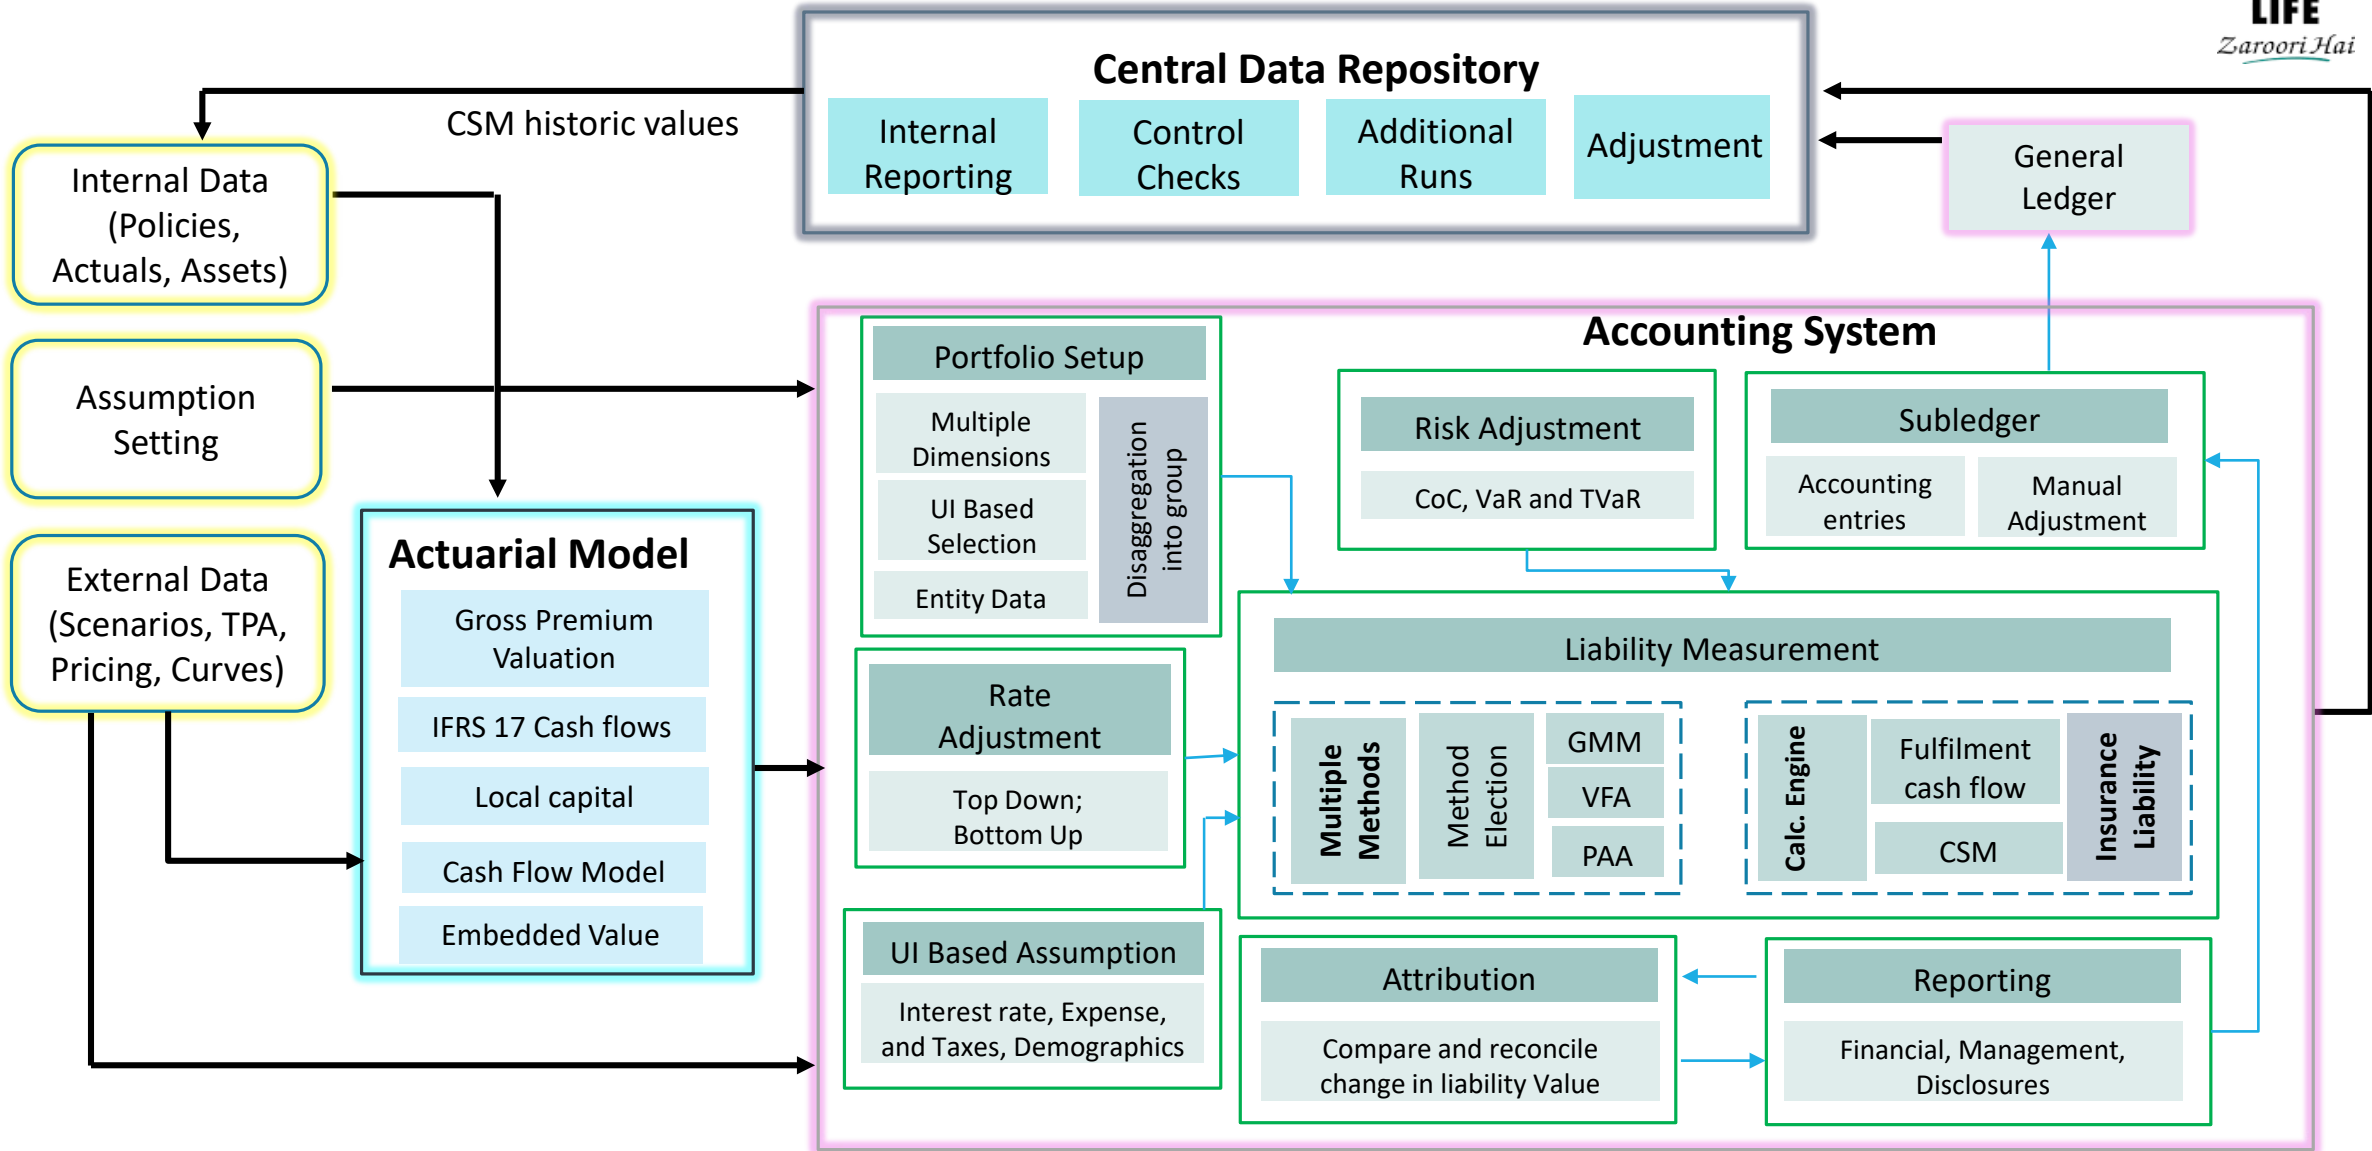 LIFE
Zaroori Hai
Central Data Repository
Internal
Reporting
Control
Checks
Additional
Runs
Adjustment
CSM historic values
General
Ledger
Internal Data
(Policies,
Actuals, Assets)
Assumption
Setting
External Data
(Scenarios, TPA,
Pricing, Curves)
Actuarial Model
Gross Premium
Valuation
IFRS 17 Cash flows
Local capital
Cash Flow Model
Embedded Value
Accounting System
Portfolio Setup
Multiple
Dimensions
UI Based
Selection
Entity Data
Disaggregation
into group
Risk Adjustment
CoC, VaR and TVaR
Subledger
Accounting
entries
Manual
Adjustment
Rate
Adjustment
Top Down;
Bottom Up
Liability Measurement
Multiple
Methods
Method
Election
GMM
VFA
PAA
Calc. Engine
Fulfilment
cash flow
CSM
Insurance
Liability
UI Based Assumption
Interest rate, Expense,
and Taxes, Demographics
Attribution
Compare and reconcile
change in liability Value
Reporting
Financial, Management,
Disclosures